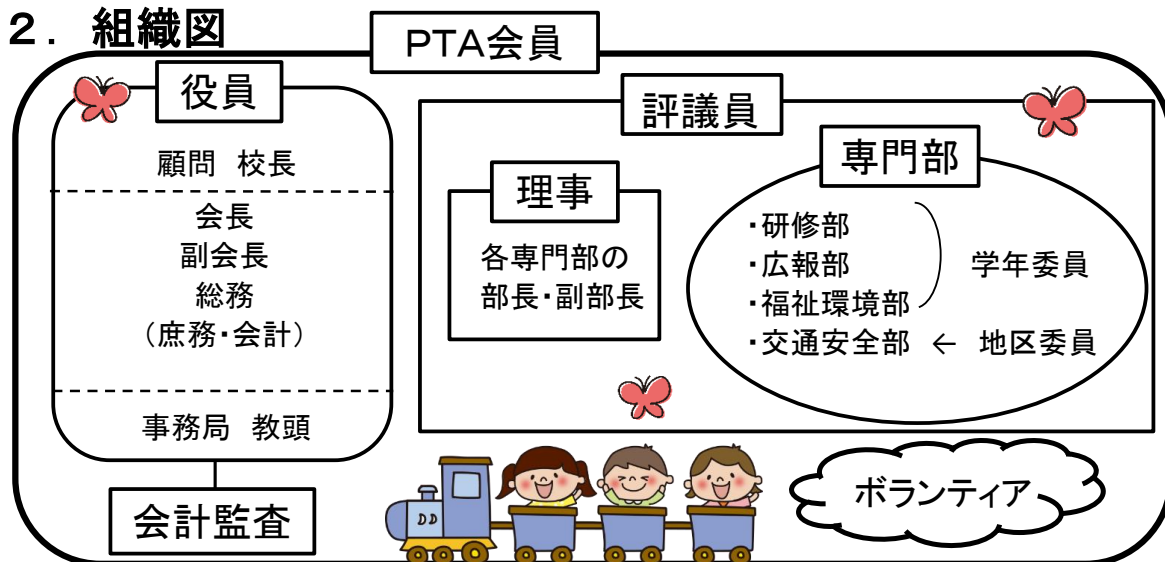 ２．組織図
ＰＴＡ会員
役員
顧問　校長
会長
副会長
総務
（庶務・会計）
事務局　教頭
会計監査
評議員
理事
各専門部の
部長・副部長
専門部
・研修部
・広報部
・福祉環境部
学年委員
・交通安全部　←　地区委員
ボランティア
DD